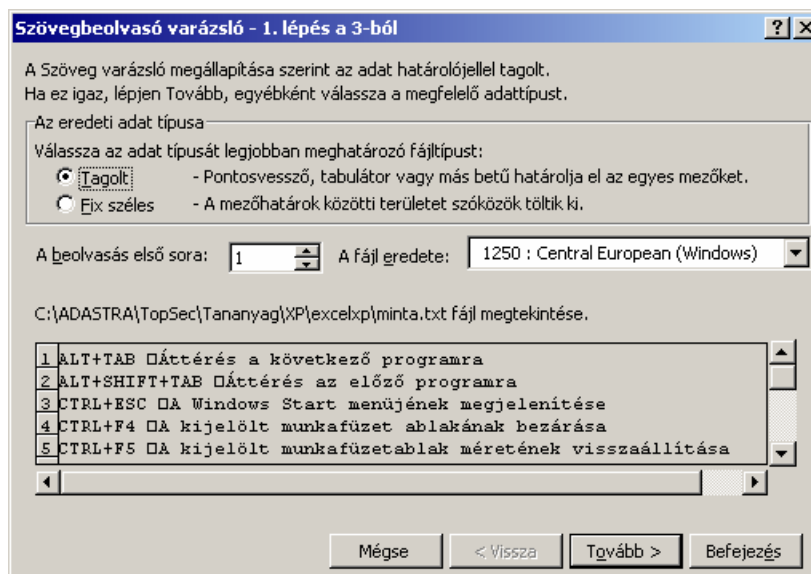 Szövegbeolvasó varázsló - 1. lépés a 3-ból
A Szöveg varázsló megállapítása szerint az adat határolójellel tagolt.
Ha ez igaz, lépjen Tovább, egyébként válassza a megfelelő adattípust.
Az eredeti adat típusa
Válassza az adat típusát legjobban meghatározó fájltípust:
Tagolt - Pontosvessző, tabulátor vagy más betű határolja el az egyes mezőket.
Fix széles - A mezőhatárok közötti területet szóközök töltik ki.
A beolvasás első sora: 1 A fájl eredete: 1250 : Central European (Windows)
C:\ADASTRA\TopSec\Tananyag\XP\excelxp\minta.txt fájl megtekintése.
1 ALT+TAB □Áttérés a következő programra
2 ALT+SHIFT+TAB □Áttérés az előző programra
3 CTRL+ESC □A Windows Start menüjének megjelenítése
4 CTRL+F4 □A kijelölt munkafüzet ablakának bezárása
5 CTRL+F5 □A kijelölt munkafüzetablak méretének visszaállítása
Mégse < Vissza Tovább > Befejezés